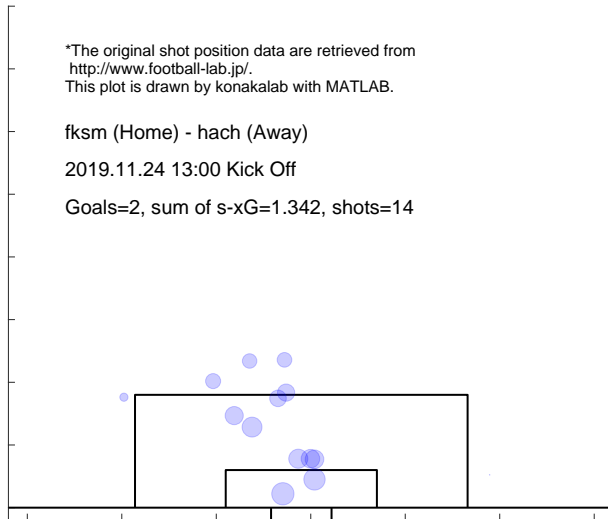 *The original shot position data are retrieved from
http://www.football-lab.jp/.
This plot is drawn by konakalab with MATLAB.
fksm (Home) - hach (Away)
2019.11.24 13:00 Kick Off
Goals=2, sum of s-xG=1.342, shots=14